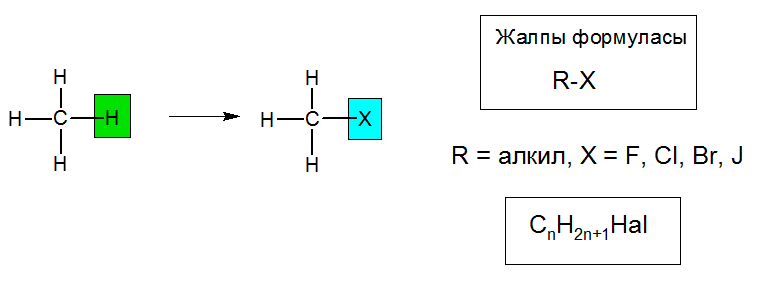 Жалпы формуласы
R-X
H
H C H
H
H
H C X
H
R = алкил, X = F, Cl, Br, J
CnH2n+1Hal